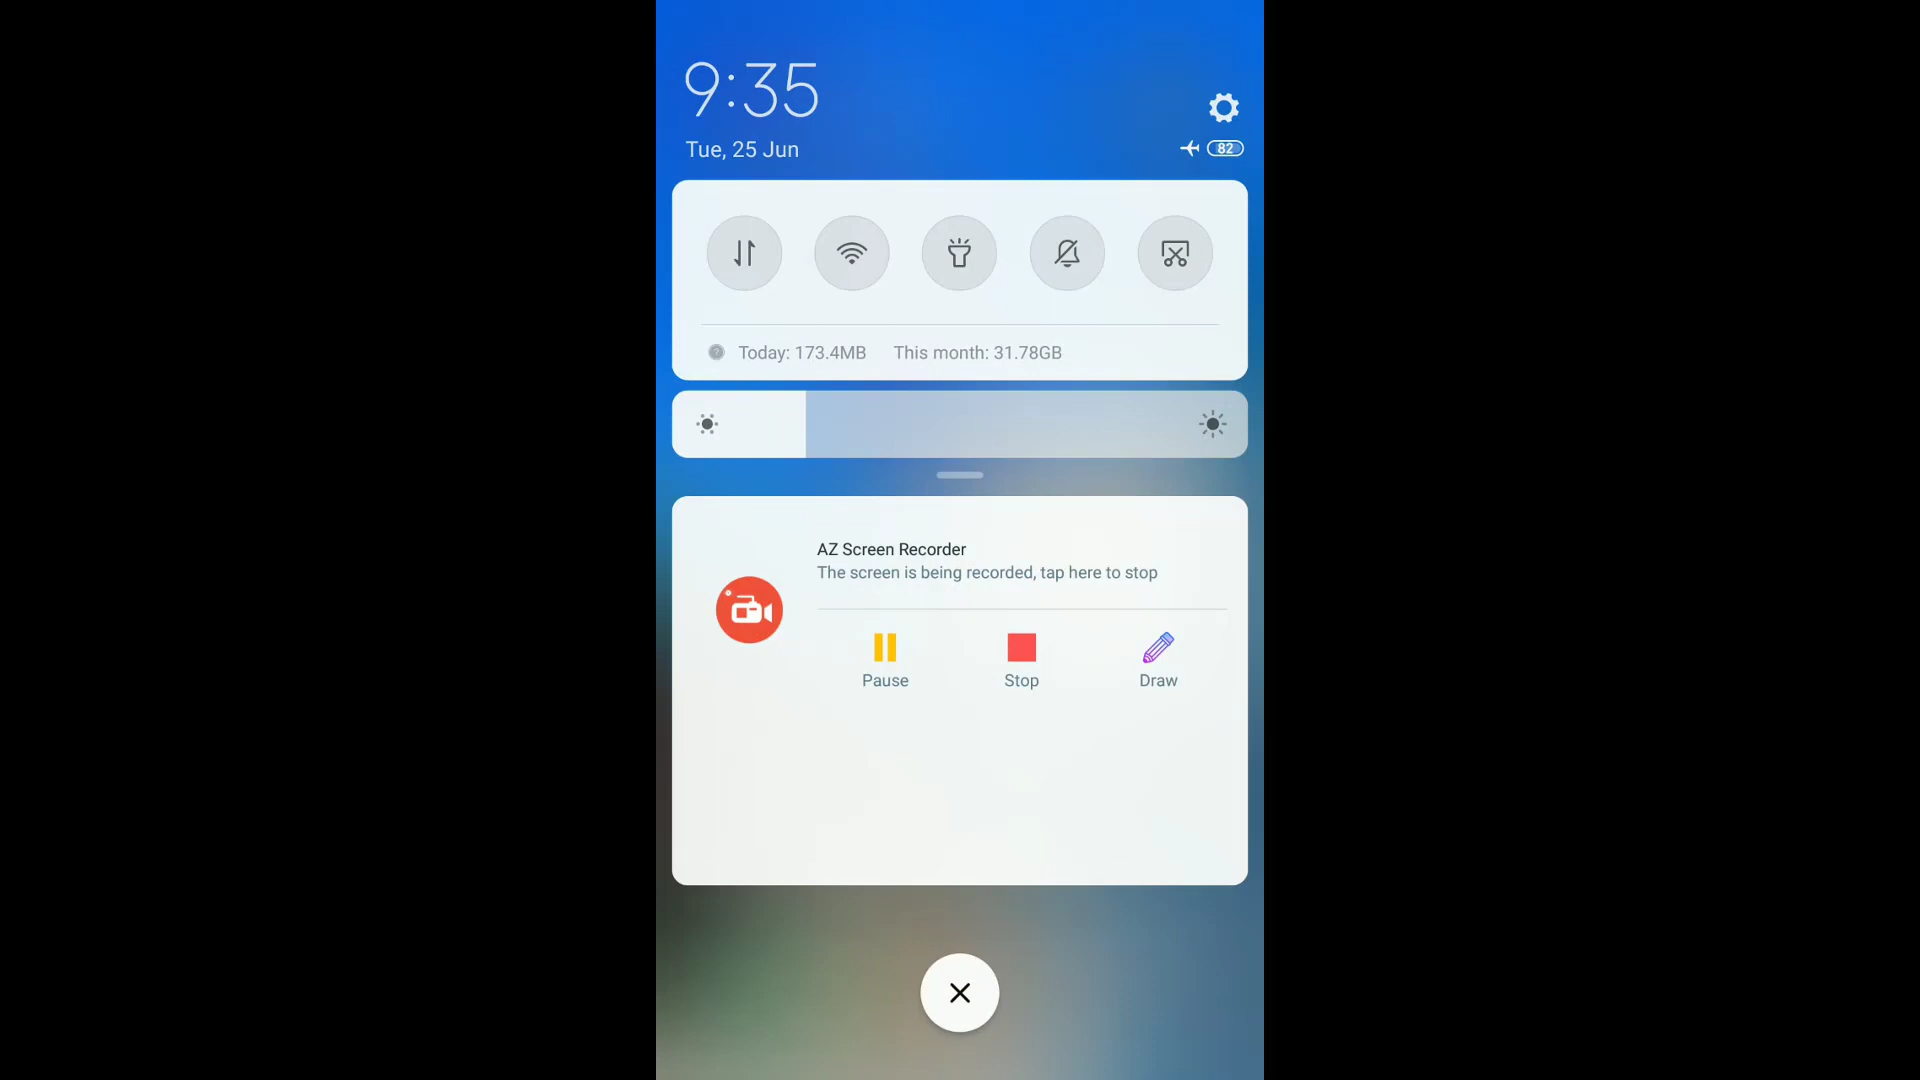 9:35
Tue, 25 Jun
82
Today: 173.4MB This month: 31.78GB
AZ Screen Recorder
The screen is being recorded, tap here to stop
Pause Stop Draw